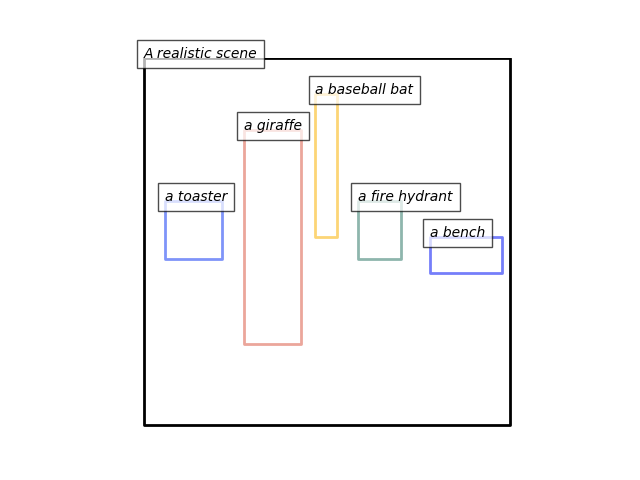 A realistic scene
a baseball bat
a giraffe
a toaster
a fire hydrant
a bench